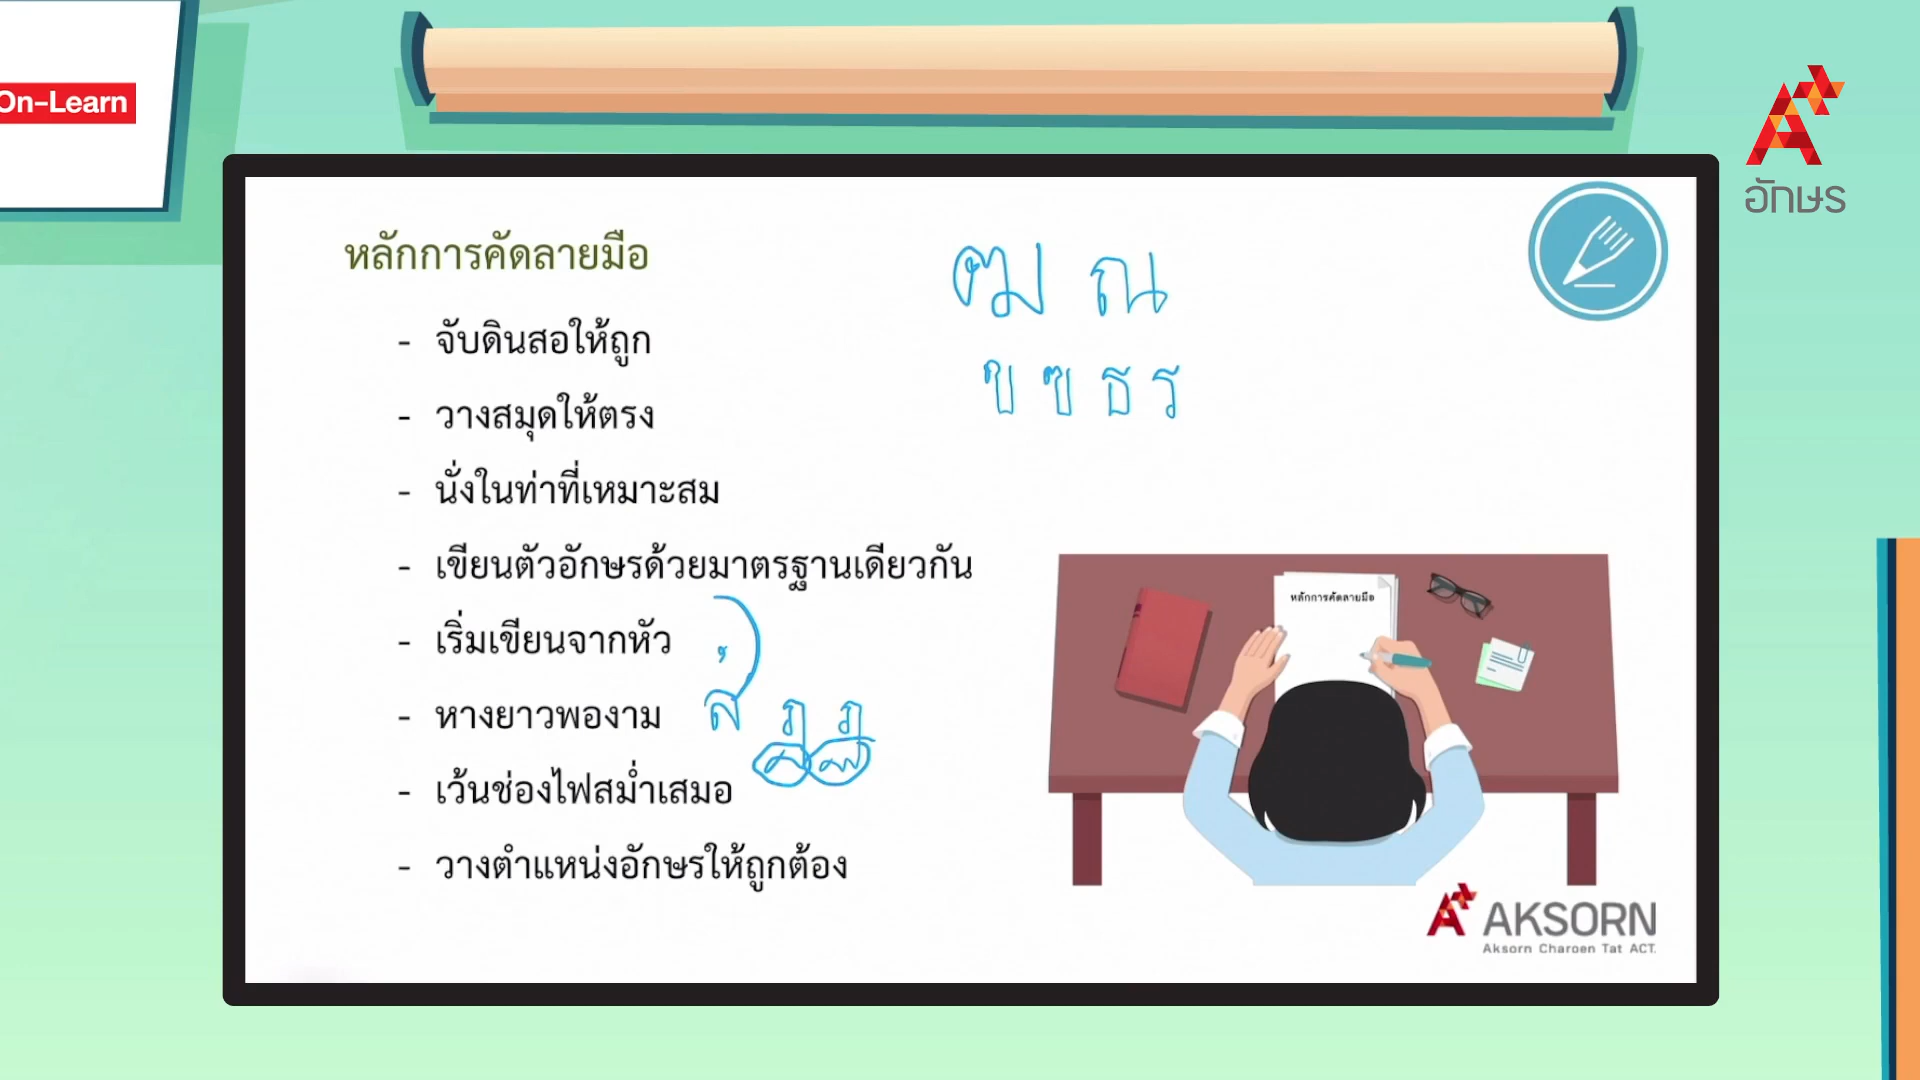 On-Learn
อักษร
หลักการคัดลายมือ
- จับดินสอให้ถูก
- วางสมุดให้ตรง
- นั่งในท่าที่เหมาะสม
- เขียนตัวอักษรด้วยมาตรฐานเดียวกัน
- เริ่มเขียนจากหัว
- หางยาวพองาม
- เว้นช่องไฟสม่ำเสมอ
- วางตำแหน่งอักษรให้ถูกต้อง
ฒ ณ
ข ฃ ธ ร
ส ฎ ฏ
หลักการคัดลายมือ
AKSORN
Aksorn Charoen Tat ACT.